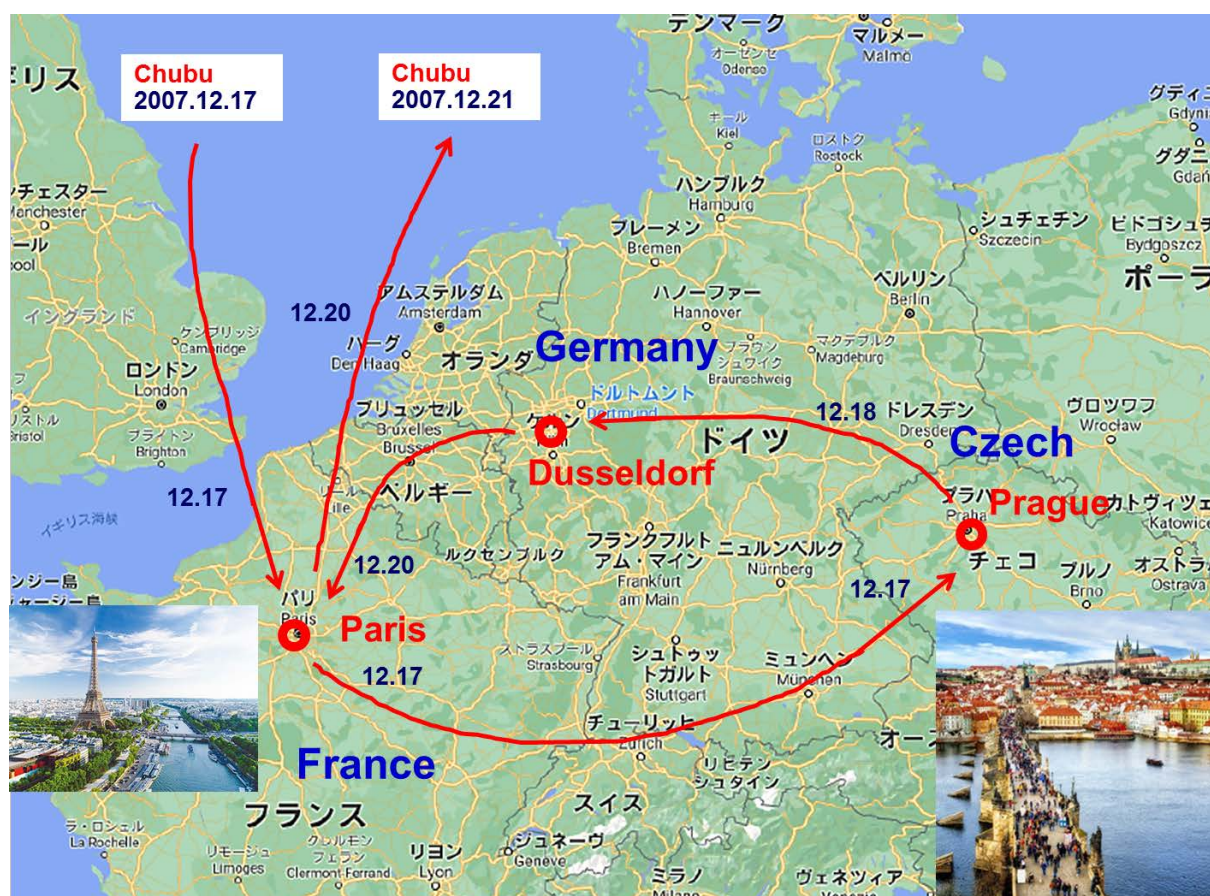 デンマーク
マルメー
Malmö
オーデンセ
Odense
Chubu
2007.12.17
Chubu
2007.12.21
ギリス
グディニ
Gdynia
キール
Kiel
ロストク
Rostock
グダニ
Gdań
ンチェスター
Manchester
ハンブルク
Hamburg
シュチェチン
Szczecin
ビドゴシュチ
Bydgoszcz
ブレーメン
Bremen
ール
pool
ポーラ
ベルリン
Berlin
12.20
アムステルダム
Amsterdam
ハノーファー
Hannover
イングランド
ケンブリッジ
Cambridge
ハーグ
Den Haag
オランダ
Germany
ブラウン
シュワイク
Braunschweig
マクデブルク
Magdeburg
ロンドン
London
ドルトムント
Dortmund
リストル
Bristol
ブライトン
Brighton
ブリュッセル
Bruxelles
Brussel
ケルン
12.18
ドレスデン
Dresden
ヴロツワフ
Wrocław
ドイツ
Czech
12.17
リール
Lille
ベルギー
Dusseldorf
プラハ
Praha
Prague
カトヴィツェ
Katowice
イギリス海峡
12.20
ルクセンブルク
フランクフルト
アム・マイン
Frankfurt
am Main
ニュルンベルク
Nürnberg
12.17
チェコ
ブルノ
Brno
オストラ
Ostrava
ンジー島
ャージー島
パリ
Paris
Paris
12.17
ストラスブール
Strasbourg
シュトゥッ
トガルト
Stuttgart
ミュンヘン
München
チューリッヒ
Zürich
オース
France
リヒテン
シュタイン
フランス
スイス
ラ・ロシェル
La Rochelle
リモージュ
Limoges
クレルモン
フェラン
Clermont-Ferrand
リヨン
Lyon
ジュネーヴ
Geneve
ミラノ
Milano
ヴェネツィア